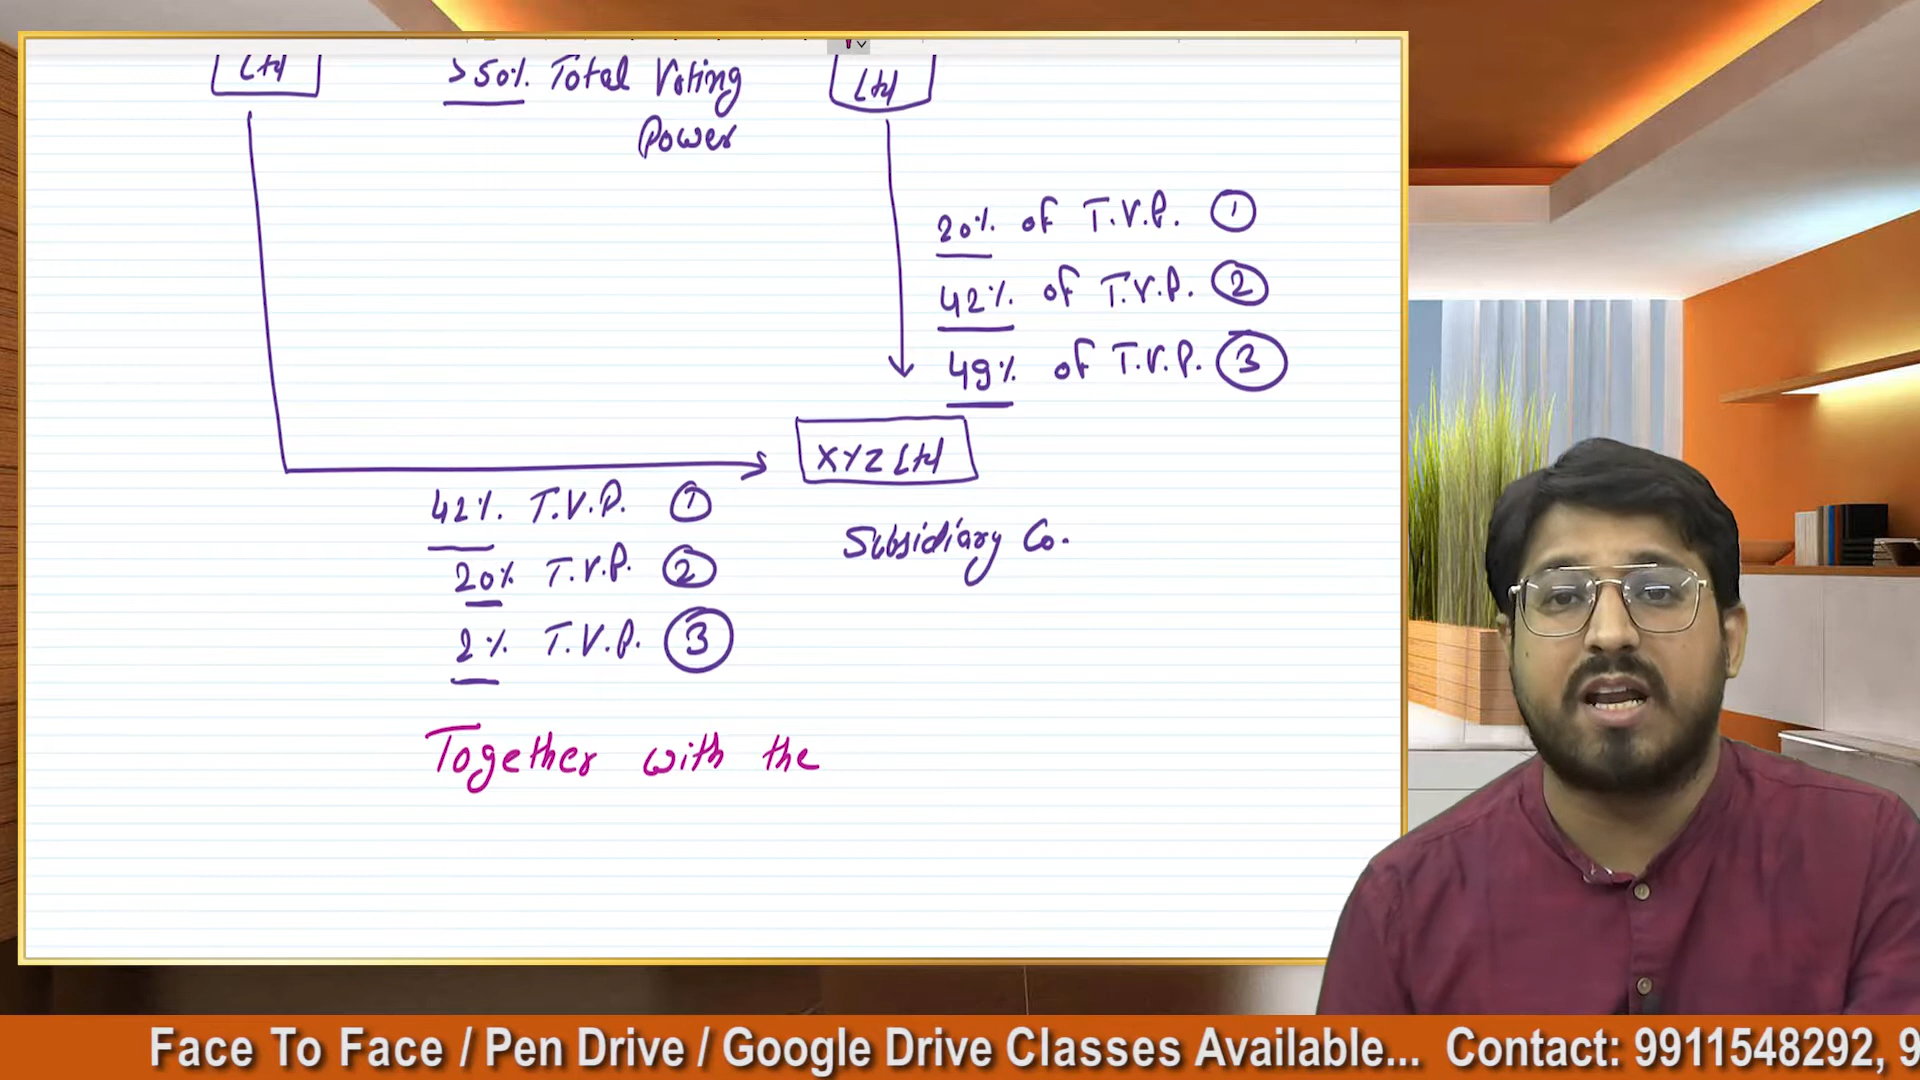 Ltd
>50% Total Voting
Power
Ltd
20% of T.V.P. 1
42% of T.V.P. 2
49% of T.V.P. 3
XYZ Ltd
Subsidiary Co.
42% T.V.P. 1
20% T.V.P. 2
2% T.V.P. 3
Together with the
Face To Face / Pen Drive / Google Drive Classes Available... Contact: 9911548292, 9